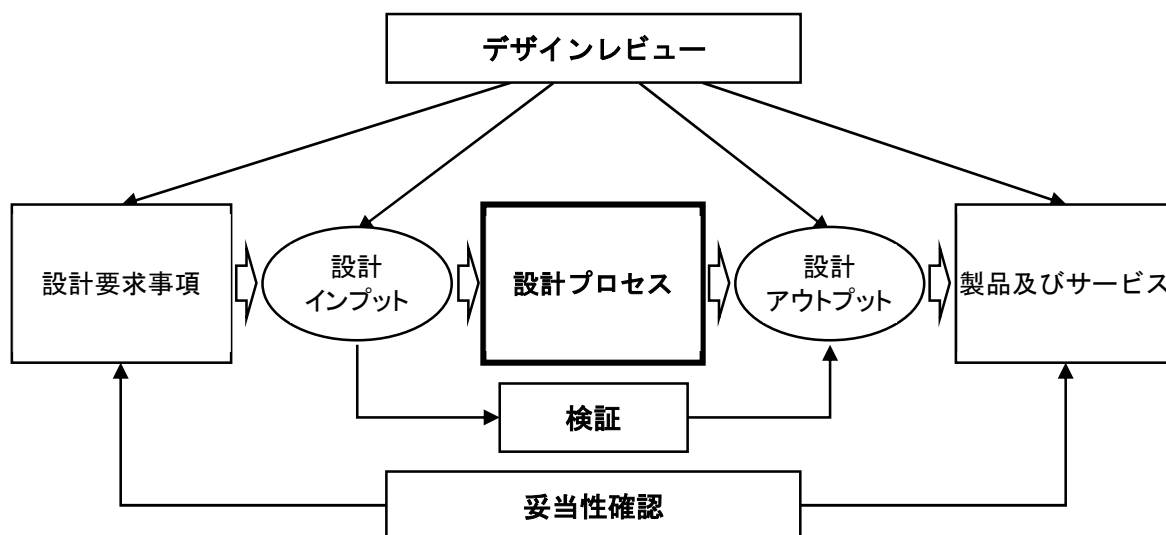 デザインレビュー
設計要求事項
設計
インプット
設計プロセス
設計
アウトプット
製品及びサービス
検証
妥当性確認